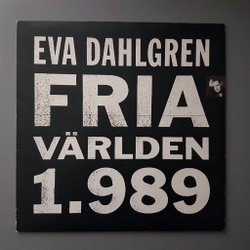 EVA DAHLGREN
FRIA
VÄRLDEN
1.989